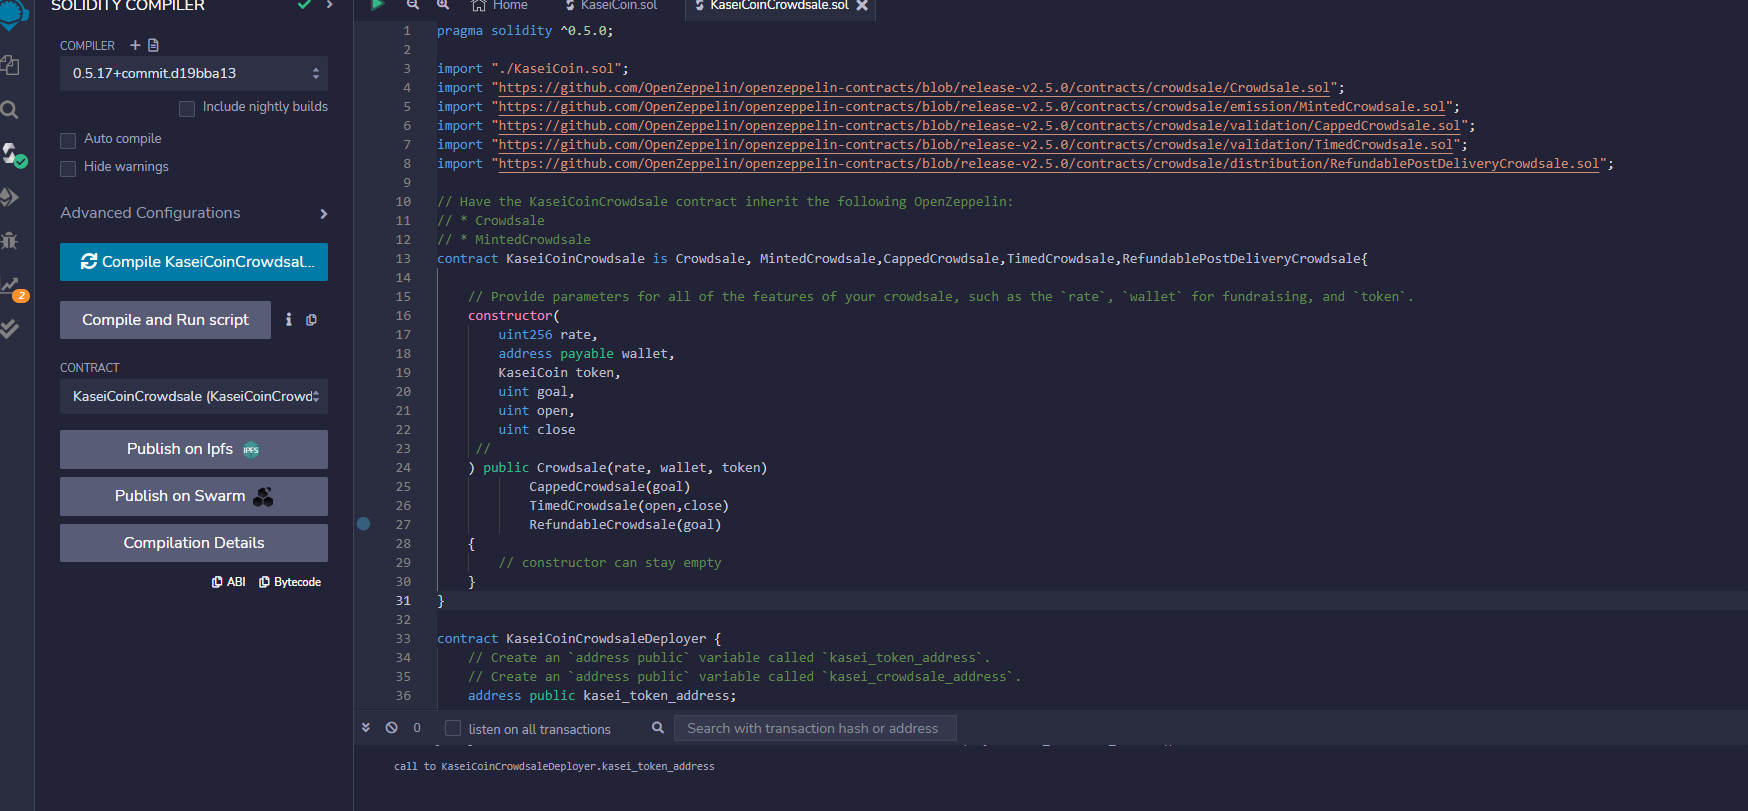 SOLIDITY COMPILER
COMPILER
0.5.17+commit.d19bba13
Include nightly builds
Auto compile
Hide warnings
Advanced Configurations
Compile KaseiCoinCrowdsal...
Compile and Run script
CONTRACT
KaseiCoinCrowdsale (KaseiCoinCrowd
Publish on Ipfs
IPFS
Publish on Swarm
Compilation Details
ABI Bytecode
2
Home KaseiCoin.sol KaseiCoinCrowdsale.sol
1 pragma solidity ^0.5.0;
2
3 import "./KaseiCoin.sol";
4 import "https://github.com/OpenZeppelin/openzeppelin-contracts/blob/release-v2.5.0/contracts/crowdsale/Crowdsale.sol";
5 import "https://github.com/OpenZeppelin/openzeppelin-contracts/blob/release-v2.5.0/contracts/crowdsale/emission/MintedCrowdsale.sol";
6 import "https://github.com/OpenZeppelin/openzeppelin-contracts/blob/release-v2.5.0/contracts/crowdsale/validation/CappedCrowdsale.sol";
7 import "https://github.com/OpenZeppelin/openzeppelin-contracts/blob/release-v2.5.0/contracts/crowdsale/validation/TimedCrowdsale.sol";
8 import "https://github.com/OpenZeppelin/openzeppelin-contracts/blob/release-v2.5.0/contracts/crowdsale/distribution/RefundablePostDeliveryCrowdsale.sol";
9
10 // Have the KaseiCoinCrowdsale contract inherit the following OpenZeppelin:
11 // * Crowdsale
12 // * MintedCrowdsale
13 contract KaseiCoinCrowdsale is Crowdsale, MintedCrowdsale,CappedCrowdsale,TimedCrowdsale,RefundablePostDeliveryCrowdsale{
14
15 // Provide parameters for all of the features of your crowdsale, such as the `rate`, `wallet` for fundraising, and `token`.
16 constructor(
17 uint256 rate,
18 address payable wallet,
19 KaseiCoin token,
20 uint goal,
21 uint open,
22 uint close
23 //
24 ) public Crowdsale(rate, wallet, token)
25 CappedCrowdsale(goal)
26 TimedCrowdsale(open,close)
27 RefundableCrowdsale(goal)
28 {
29 // constructor can stay empty
30 }
31 }
32
33 contract KaseiCoinCrowdsaleDeployer {
34 // Create an `address public` variable called `kasei_token_address`.
35 // Create an `address public` variable called `kasei_crowdsale_address`.
36 address public kasei_token_address;
0 listen on all transactions Search with transaction hash or address
call to KaseiCoinCrowdsaleDeployer.kasei_token_address